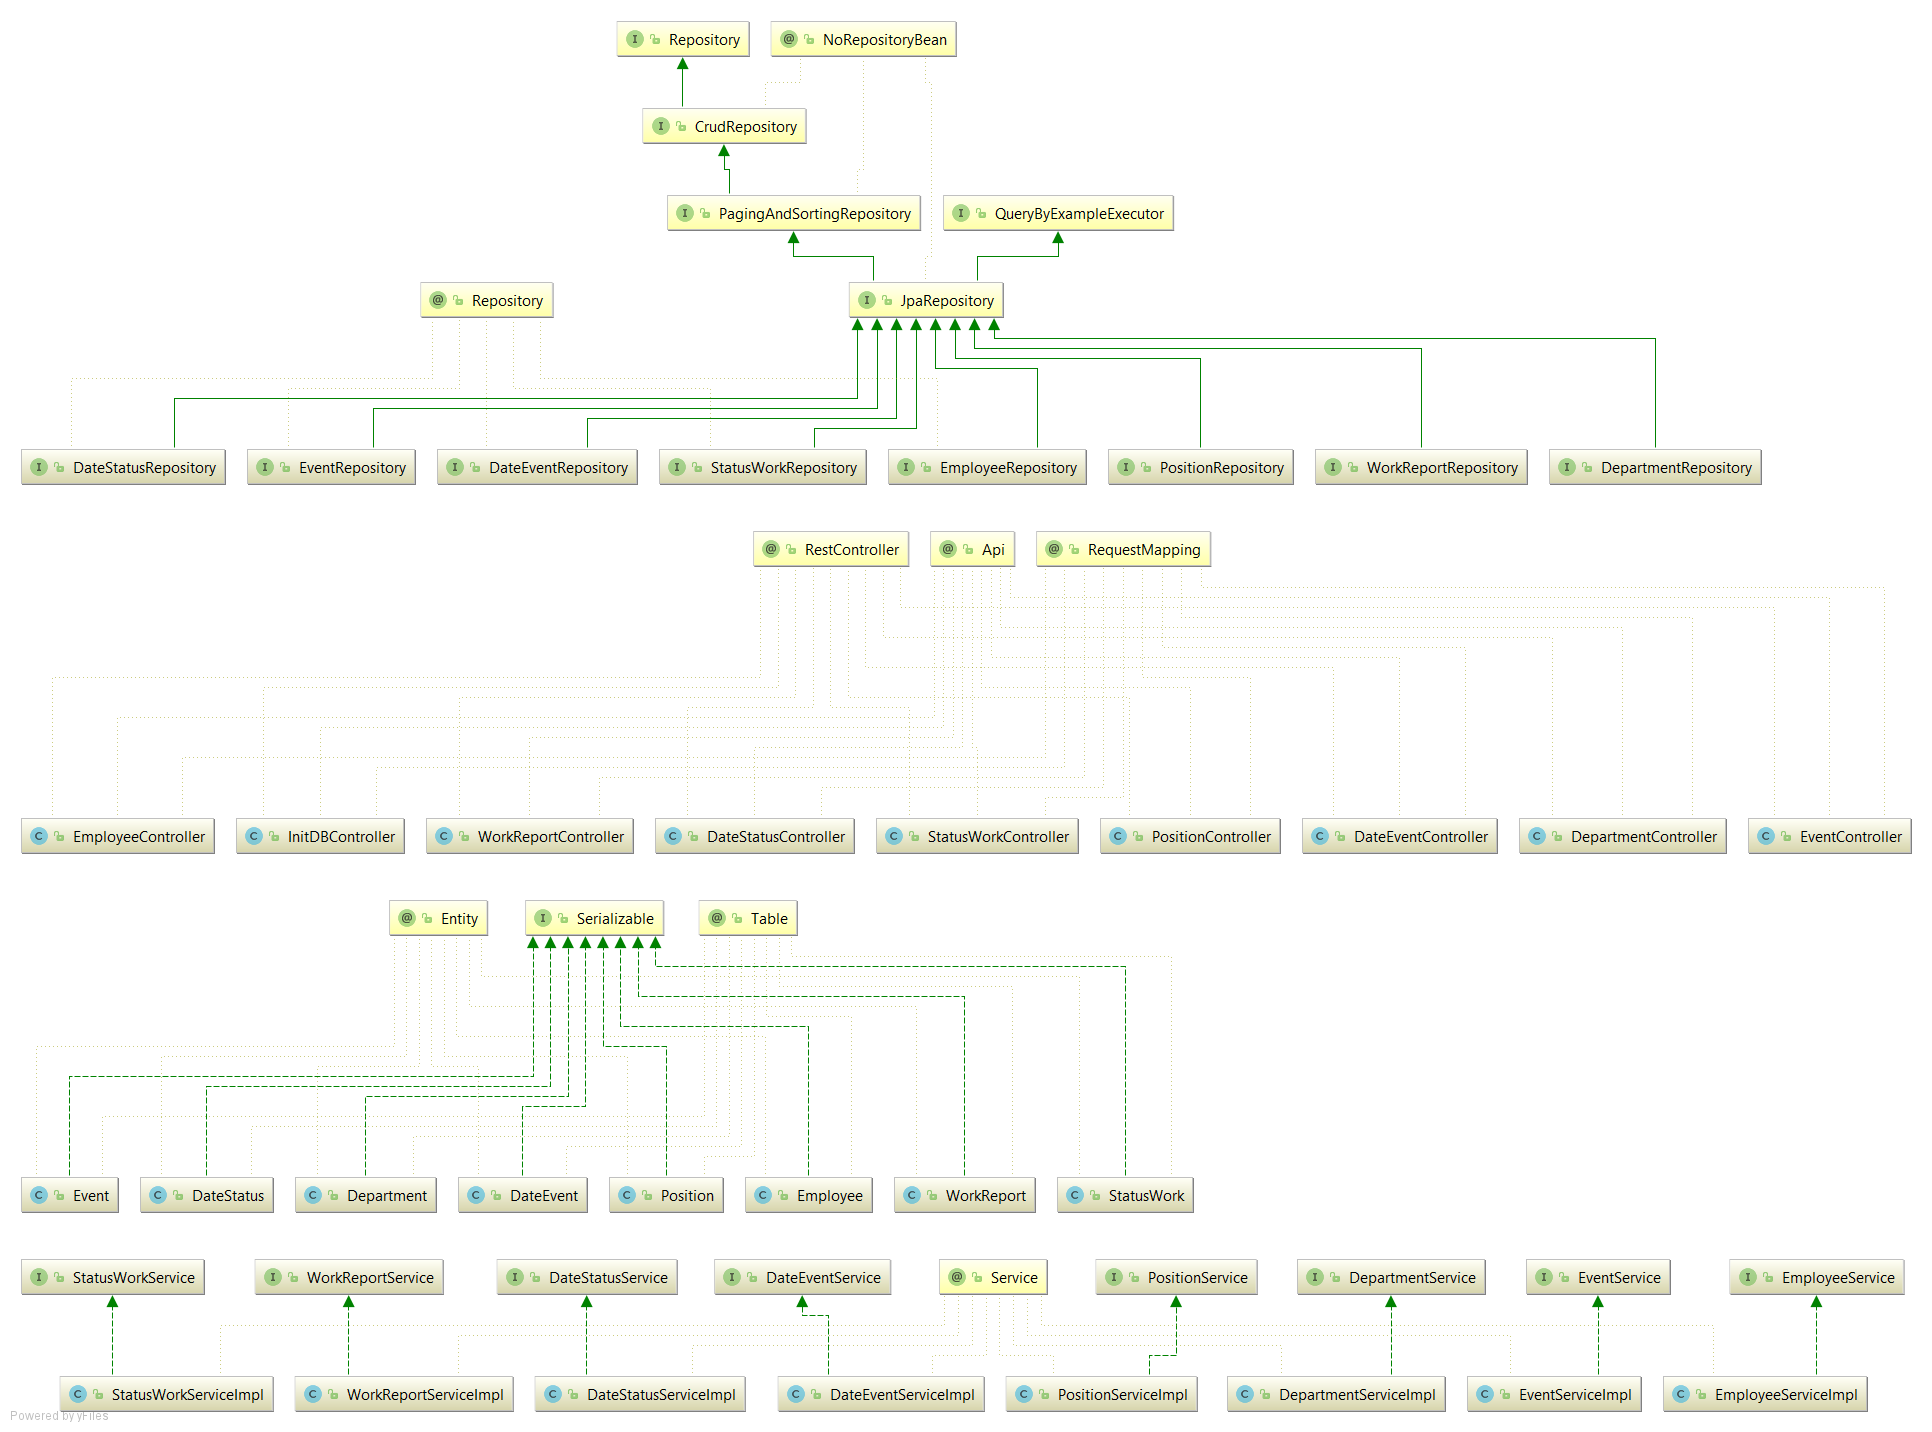 Repository
NoRepositoryBean
CrudRepository
PagingAndSortingRepository
QueryByExampleExecutor
Repository
JpaRepository
DateStatusRepository
EventRepository
DateEventRepository
StatusWorkRepository
EmployeeRepository
PositionRepository
WorkReportRepository
DepartmentRepository
RestController
Api
RequestMapping
EmployeeController
InitDBController
WorkReportController
DateStatusController
StatusWorkController
PositionController
DateEventController
DepartmentController
EventController
Entity
Serializable
Table
Event
DateStatus
Department
DateEvent
Position
Employee
WorkReport
StatusWork
StatusWorkService
WorkReportService
DateStatusService
DateEventService
Service
PositionService
DepartmentService
EventService
EmployeeService
StatusWorkServiceImpl
WorkReportServiceImpl
DateStatusServiceImpl
DateEventServiceImpl
PositionServiceImpl
DepartmentServiceImpl
EventServiceImpl
EmployeeServiceImpl
Powered by yFiles